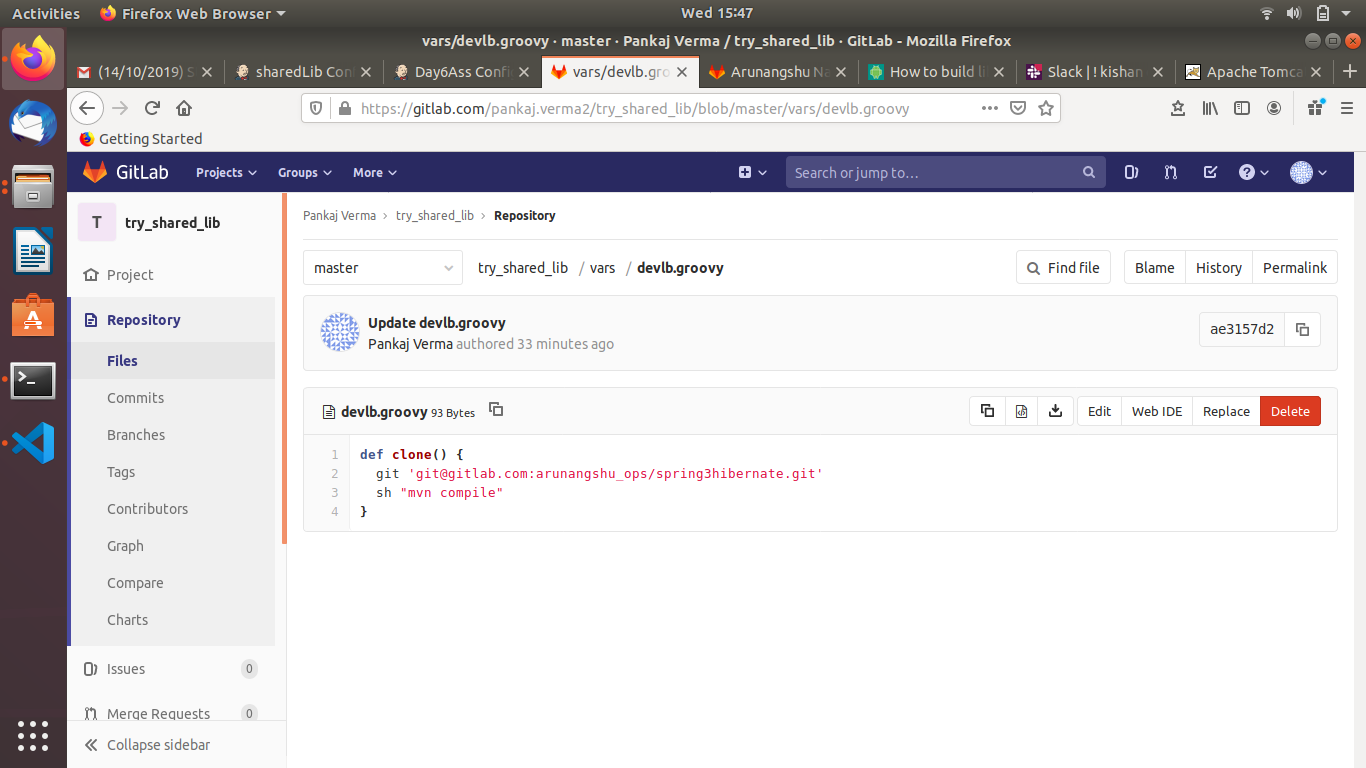 Activities Firefox Web Browser Wed 15:47
vars/devlb.groovy · master · Pankaj Verma / try_shared_lib · GitLab - Mozilla Firefox
(14/10/2019) S sharedLib Con Day6Ass Confi vars/devlb.gro Arunangshu Na How to build li Slack | ! kishan Apache Tomca
https://gitlab.com/pankaj.verma2/try_shared_lib/blob/master/vars/devlb.groovy
Getting Started
GitLab Projects Groups More Search or jump to…
T try_shared_lib
Project
Repository
Files
Commits
Branches
Tags
Contributors
Graph
Compare
Charts
Issues 0
Merge Requests 0
Collapse sidebar
Pankaj Verma > try_shared_lib > Repository
master try_shared_lib / vars / devlb.groovy Find file Blame History Permalink
Update devlb.groovy
Pankaj Verma authored 33 minutes ago
ae3157d2
devlb.groovy 93 Bytes Edit Web IDE Replace Delete
1 def clone() {
2 git 'git@gitlab.com:arunangshu_ops/spring3hibernate.git'
3 sh "mvn compile"
4 }